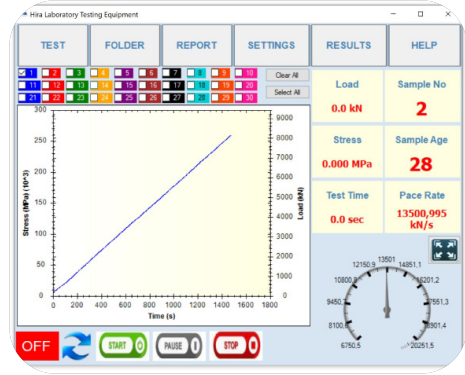 Hira Laboratory Testing Equipment
TEST FOLDER REPORT SETTINGS RESULTS HELP
1 2 3 4 5 6 7 8 9 10 Clear All
11 12 13 14 15 16 17 18 19 20 Select All
21 22 23 24 25 26 27 28 29 30
Load
0.0 kN
Sample No
2
Stress
0.000 MPa
Sample Age
28
Test Time
0.0 sec
Pace Rate
13500,995
kN/s
Stress (MPa) (10^3)
300
250
200
150
100
50
0
9000
8000
7000
6000
5000
4000
3000
2000
1000
0
Load (kN)
0 200 400 600 800 1000 1200 1400 1600 1800
Time (s)
13501
12150,9 14851,1
10800,8 16201,2
9450,7 17551,3
8100,6 18901,4
6750,5 20251,5
OFF START PAUSE STOP